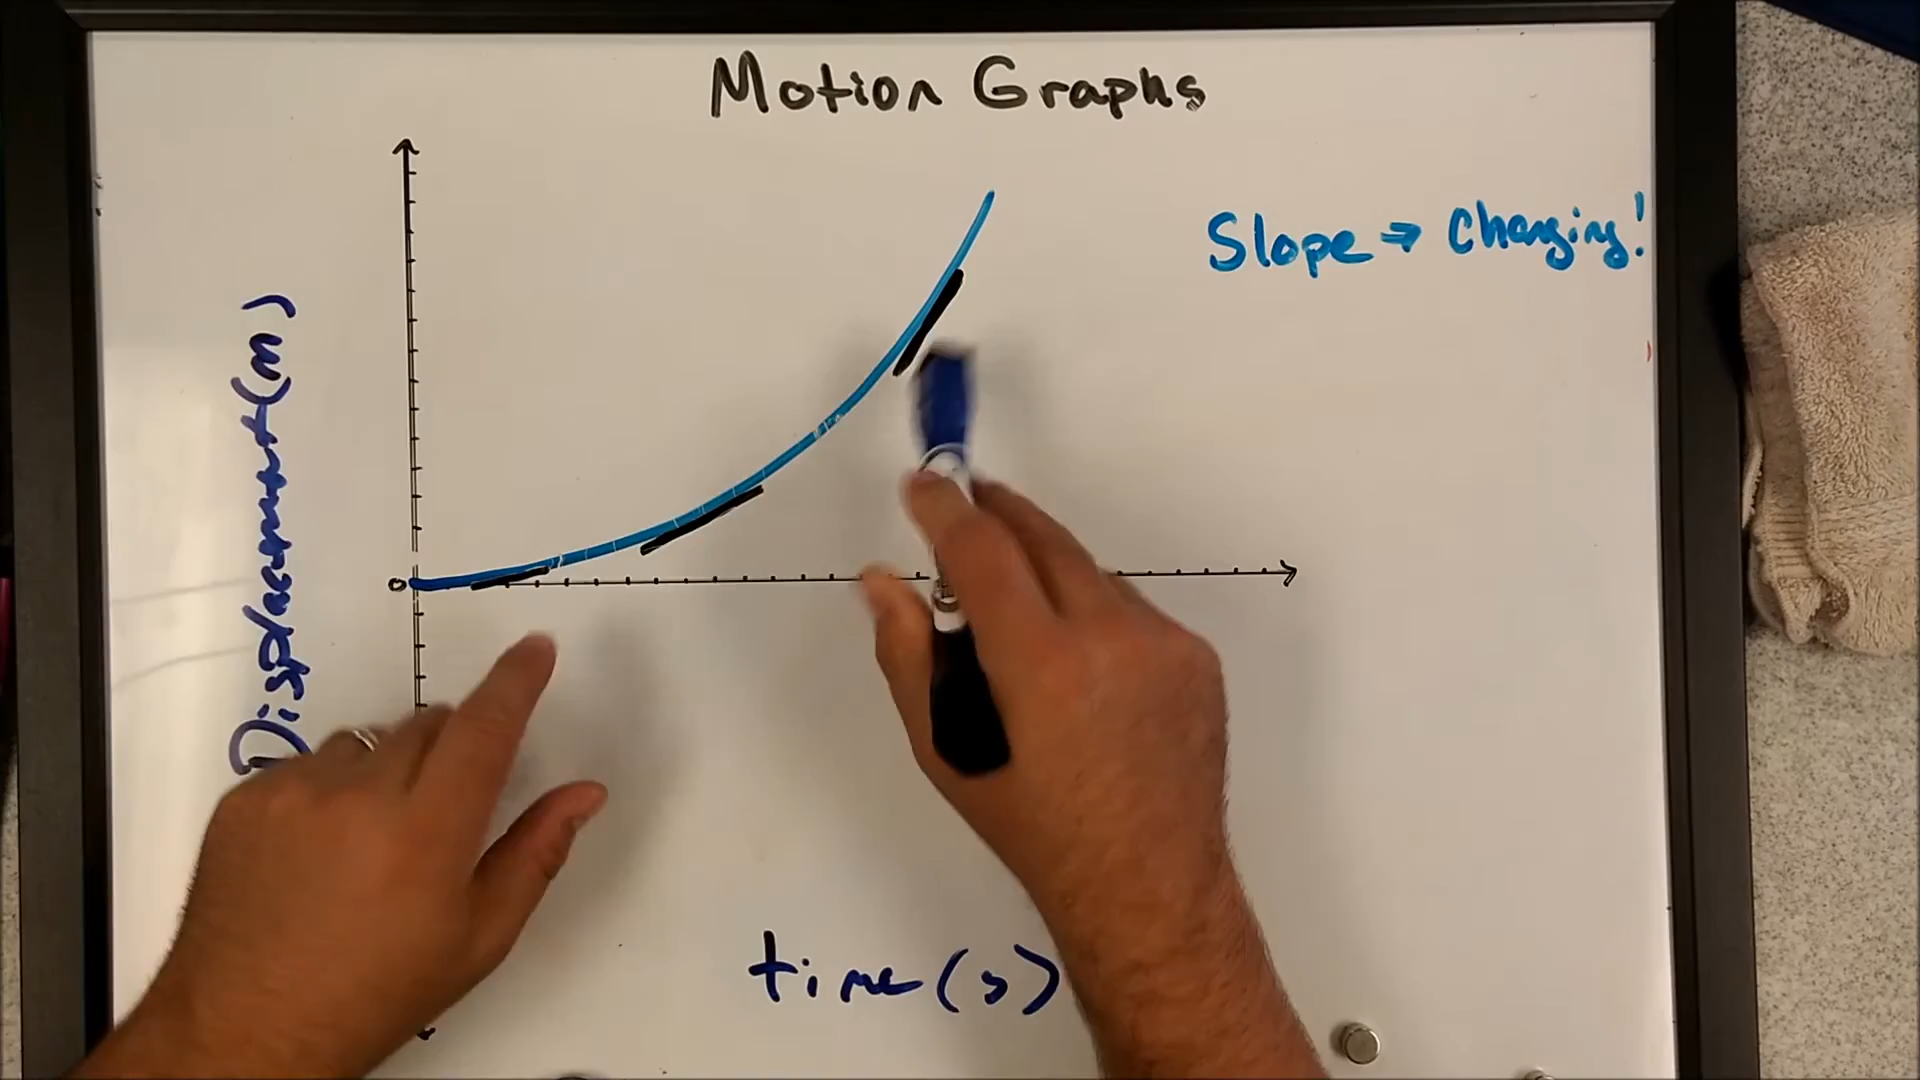 Motion Graphs
Slope → Changing!
Displacement (m)
0
time (s)